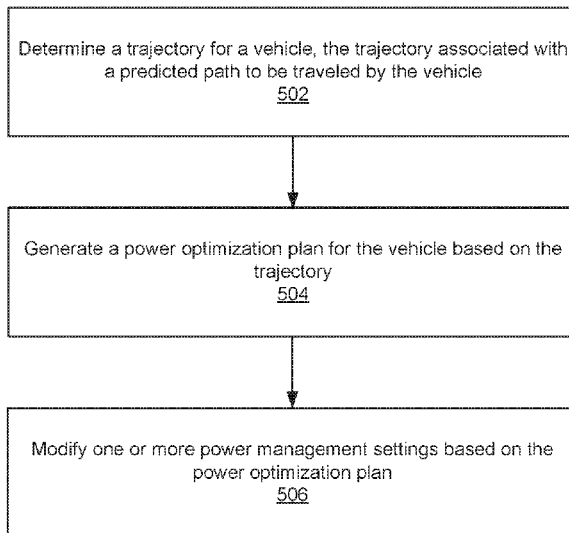 Determine a trajectory for a vehicle, the trajectory associated with
a predicted path to be traveled by the vehicle
502
Generate a power optimization plan for the vehicle based on the
trajectory
504
Modify one or more power management settings based on the
power optimization plan
506